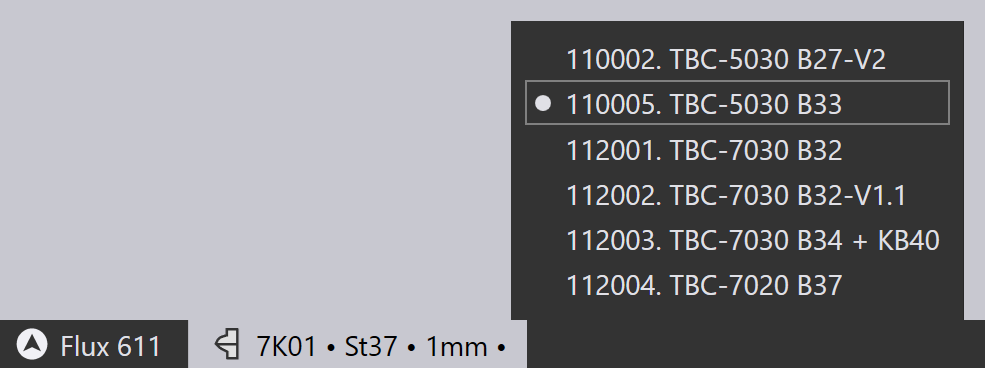 110002. TBC-5030 B27-V2
110005. TBC-5030 B33
112001. TBC-7030 B32
112002. TBC-7030 B32-V1.1
112003. TBC-7030 B34 + KB40
112004. TBC-7020 B37
Flux 611
7K01 • St37 • 1mm •